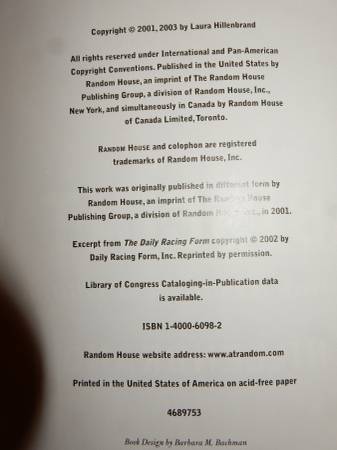 Copyright © 2001, 2003 by Laura Hillenbrand
All rights reserved under International and Pan-American
Copyright Conventions. Published in the United States by
Random House, an imprint of The Random House
Publishing Group, a division of Random House, Inc.,
New York, and simultaneously in Canada by Random House
of Canada Limited, Toronto.
RANDOM HOUSE and colophon are registered
trademarks of Random House, Inc.
This work was originally published in different form by
Random House, an imprint of The Random House
Publishing Group, a division of Random House, Inc., in 2001.
Excerpt from The Daily Racing Form copyright © 2002 by
Daily Racing Form, Inc. Reprinted by permission.
Library of Congress Cataloging-in-Publication data
is available.
ISBN 1-4000-6098-2
Random House website address: www.atrandom.com
Printed in the United States of America on acid-free paper
4689753
Book Design by Barbara M. Bachman